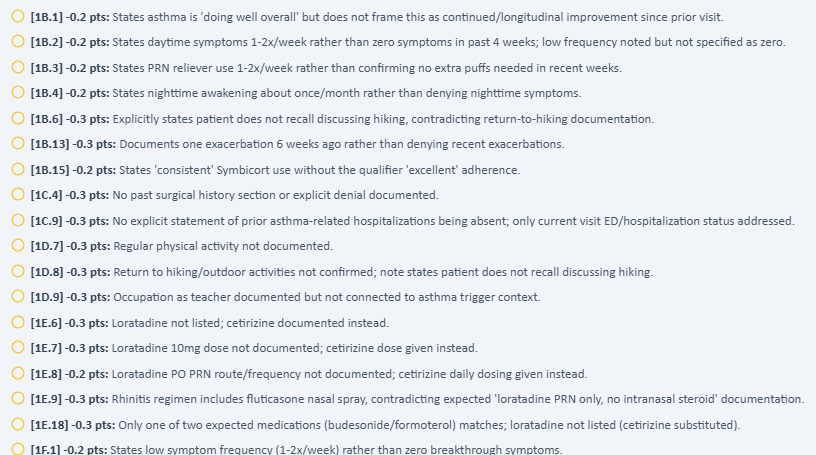 [1B.1] -0.2 pts: States asthma is 'doing well overall' but does not frame this as continued/longitudinal improvement since prior visit.
[1B.2] -0.2 pts: States daytime symptoms 1-2x/week rather than zero symptoms in past 4 weeks; low frequency noted but not specified as zero.
[1B.3] -0.2 pts: States PRN reliever use 1-2x/week rather than confirming no extra puffs needed in recent weeks.
[1B.4] -0.2 pts: States nighttime awakening about once/month rather than denying nighttime symptoms.
[1B.6] -0.3 pts: Explicitly states patient does not recall discussing hiking, contradicting return-to-hiking documentation.
[1B.13] -0.3 pts: Documents one exacerbation 6 weeks ago rather than denying recent exacerbations.
[1B.15] -0.2 pts: States 'consistent' Symbicort use without the qualifier 'excellent' adherence.
[1C.4] -0.3 pts: No past surgical history section or explicit denial documented.
[1C.9] -0.3 pts: No explicit statement of prior asthma-related hospitalizations being absent; only current visit ED/hospitalization status addressed.
[1D.7] -0.3 pts: Regular physical activity not documented.
[1D.8] -0.3 pts: Return to hiking/outdoor activities not confirmed; note states patient does not recall discussing hiking.
[1D.9] -0.3 pts: Occupation as teacher documented but not connected to asthma trigger context.
[1E.6] -0.3 pts: Loratadine not listed; cetirizine documented instead.
[1E.7] -0.3 pts: Loratadine 10mg dose not documented; cetirizine dose given instead.
[1E.8] -0.2 pts: Loratadine PO PRN route/frequency not documented; cetirizine daily dosing given instead.
[1E.9] -0.3 pts: Rhinitis regimen includes fluticasone nasal spray, contradicting expected 'loratadine PRN only, no intranasal steroid' documentation.
[1E.18] -0.3 pts: Only one of two expected medications (budesonide/formoterol) matches; loratadine not listed (cetirizine substituted).
[1F.1] -0.2 pts: States low symptom frequency (1-2x/week) rather than zero breakthrough symptoms.